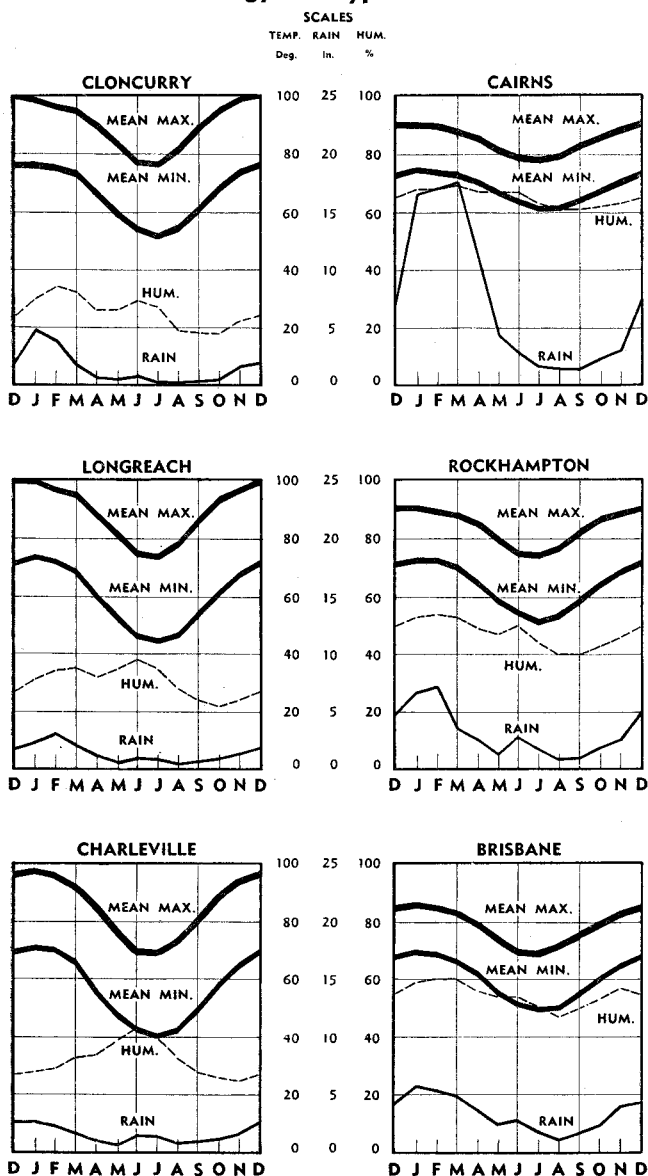 SCALES
TEMP. RAIN HUM.
Deg. In. %
CLONCURRY
MEAN MAX.
MEAN MIN.
HUM.
RAIN
D J F M A M J J A S O N D
100 25 100
80 20 80
60 15 60
40 10 40
20 5 20
0 0 0
CAIRNS
MEAN MAX.
MEAN MIN.
HUM.
RAIN
D J F M A M J J A S O N D
LONGREACH
MEAN MAX.
MEAN MIN.
HUM.
RAIN
D J F M A M J J A S O N D
100 25 100
80 20 80
60 15 60
40 10 40
20 5 20
0 0 0
ROCKHAMPTON
MEAN MAX.
MEAN MIN.
HUM.
RAIN
D J F M A M J J A S O N D
CHARLEVILLE
MEAN MAX.
MEAN MIN.
HUM.
RAIN
D J F M A M J J A S O N D
100 25 100
80 20 80
60 15 60
40 10 40
20 5 20
0 0 0
BRISBANE
MEAN MAX.
MEAN MIN.
HUM.
RAIN
D J F M A M J J A S O N D